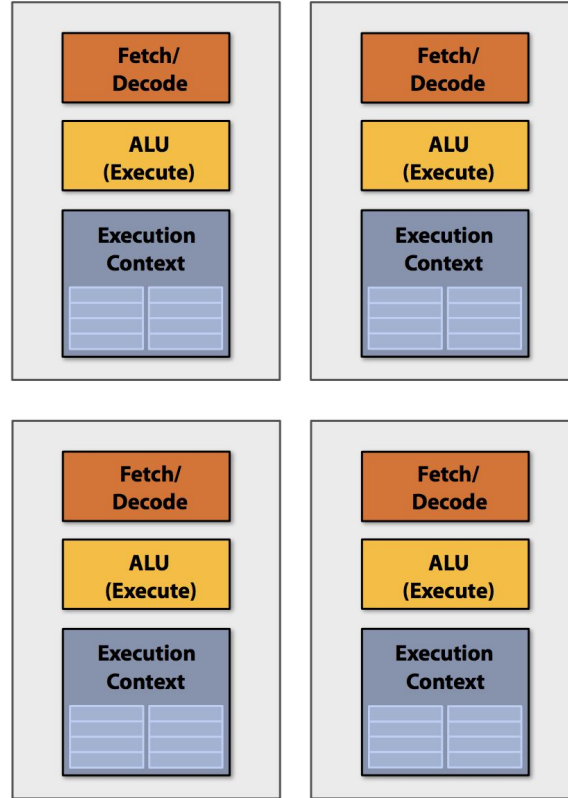 Fetch/
Decode
ALU
(Execute)
Execution
Context
Fetch/
Decode
ALU
(Execute)
Execution
Context
Fetch/
Decode
ALU
(Execute)
Execution
Context
Fetch/
Decode
ALU
(Execute)
Execution
Context